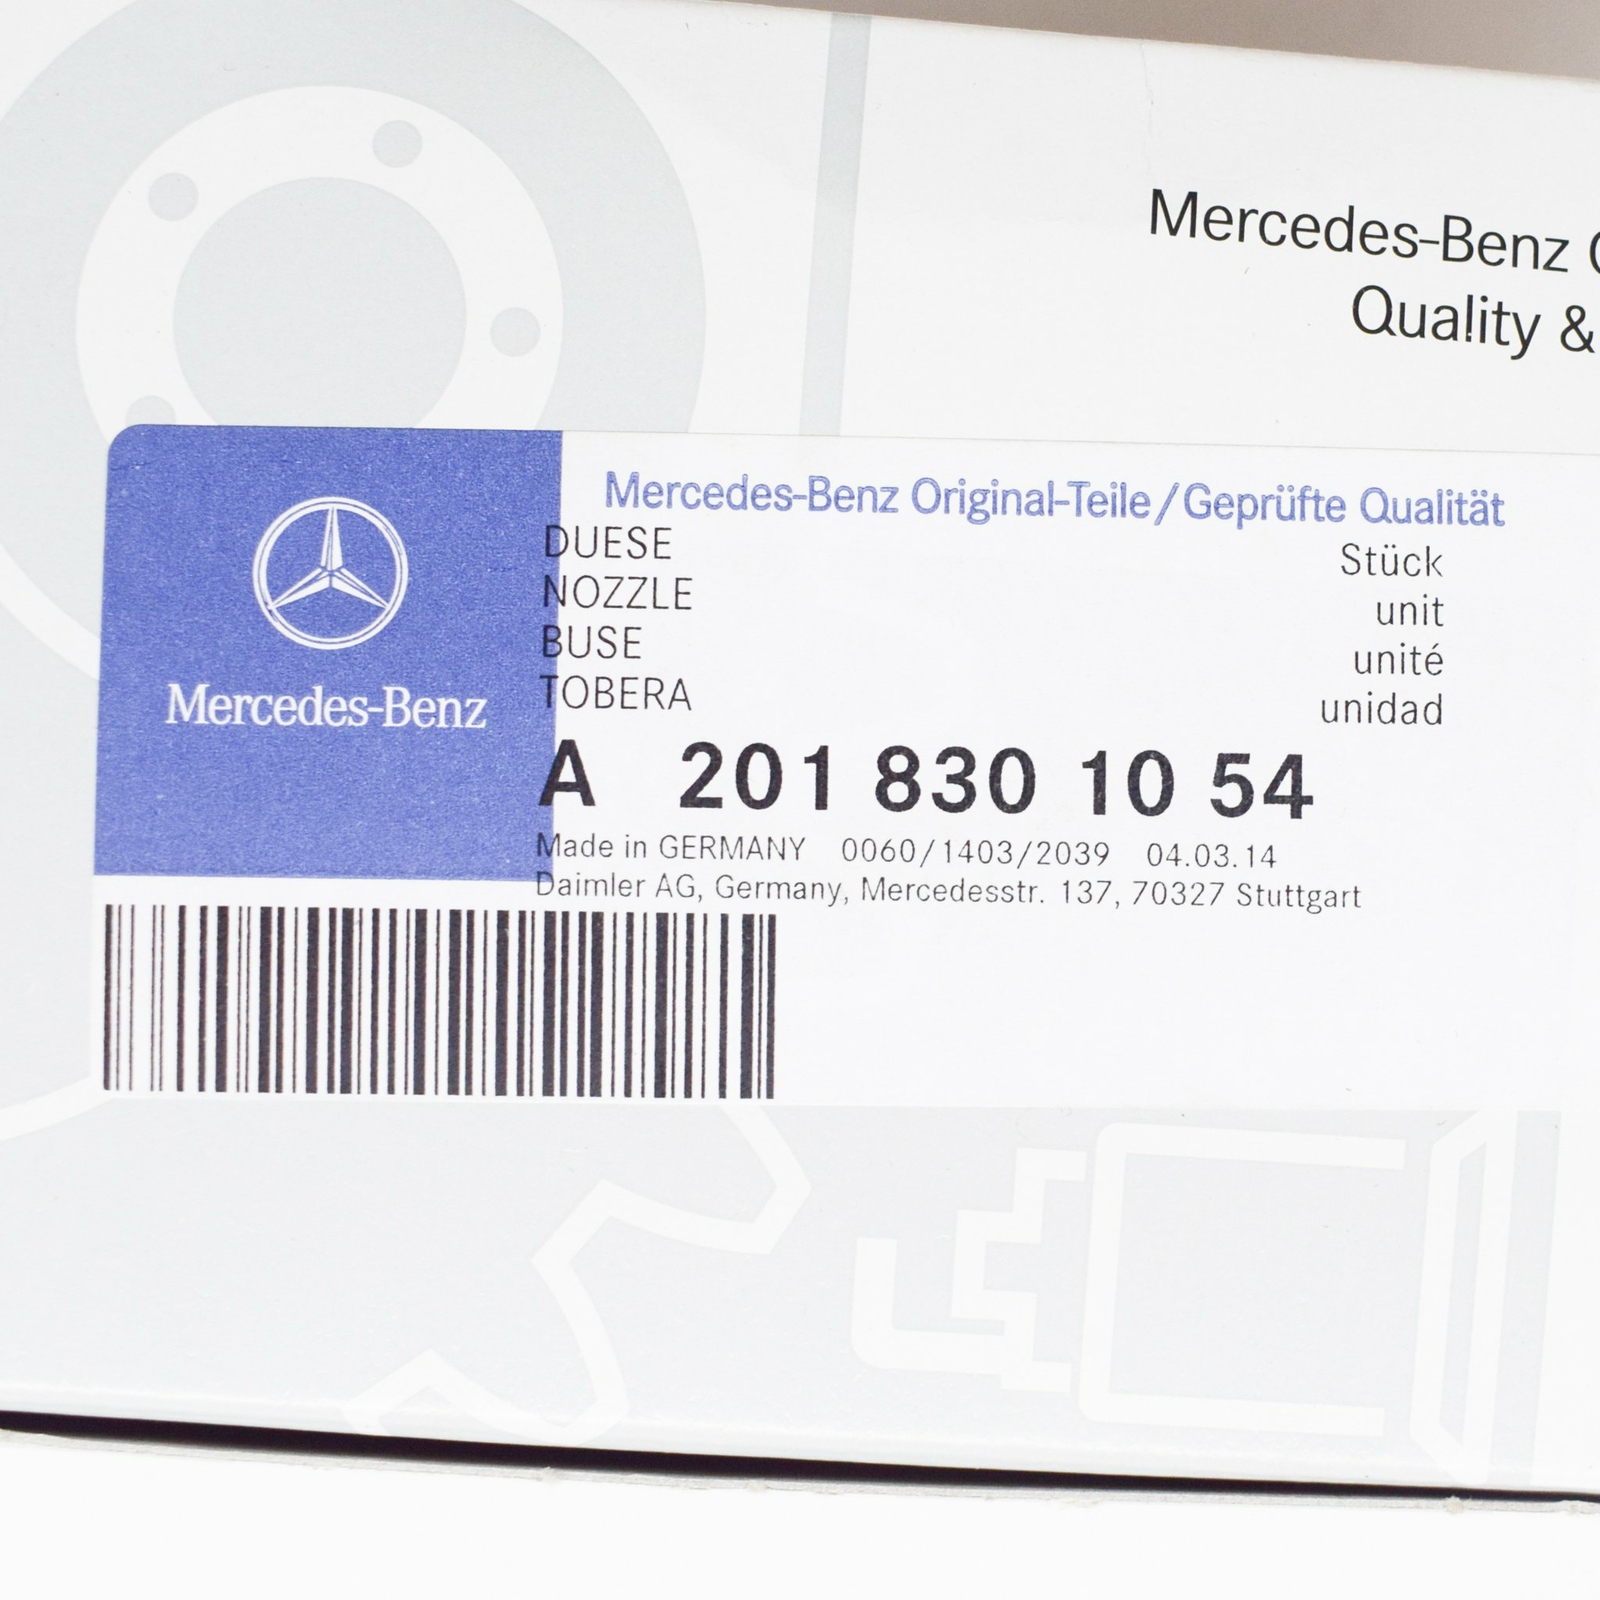 Mercedes-Benz
Quality &
Mercedes-Benz Original-Teile/Geprüfte Qualität
DUESE Stück
NOZZLE unit
BUSE unité
TOBERA unidad
Mercedes-Benz
A 201 830 10 54
Made in GERMANY 0060/1403/2039 04.03.14
Daimler AG, Germany, Mercedesstr. 137, 70327 Stuttgart